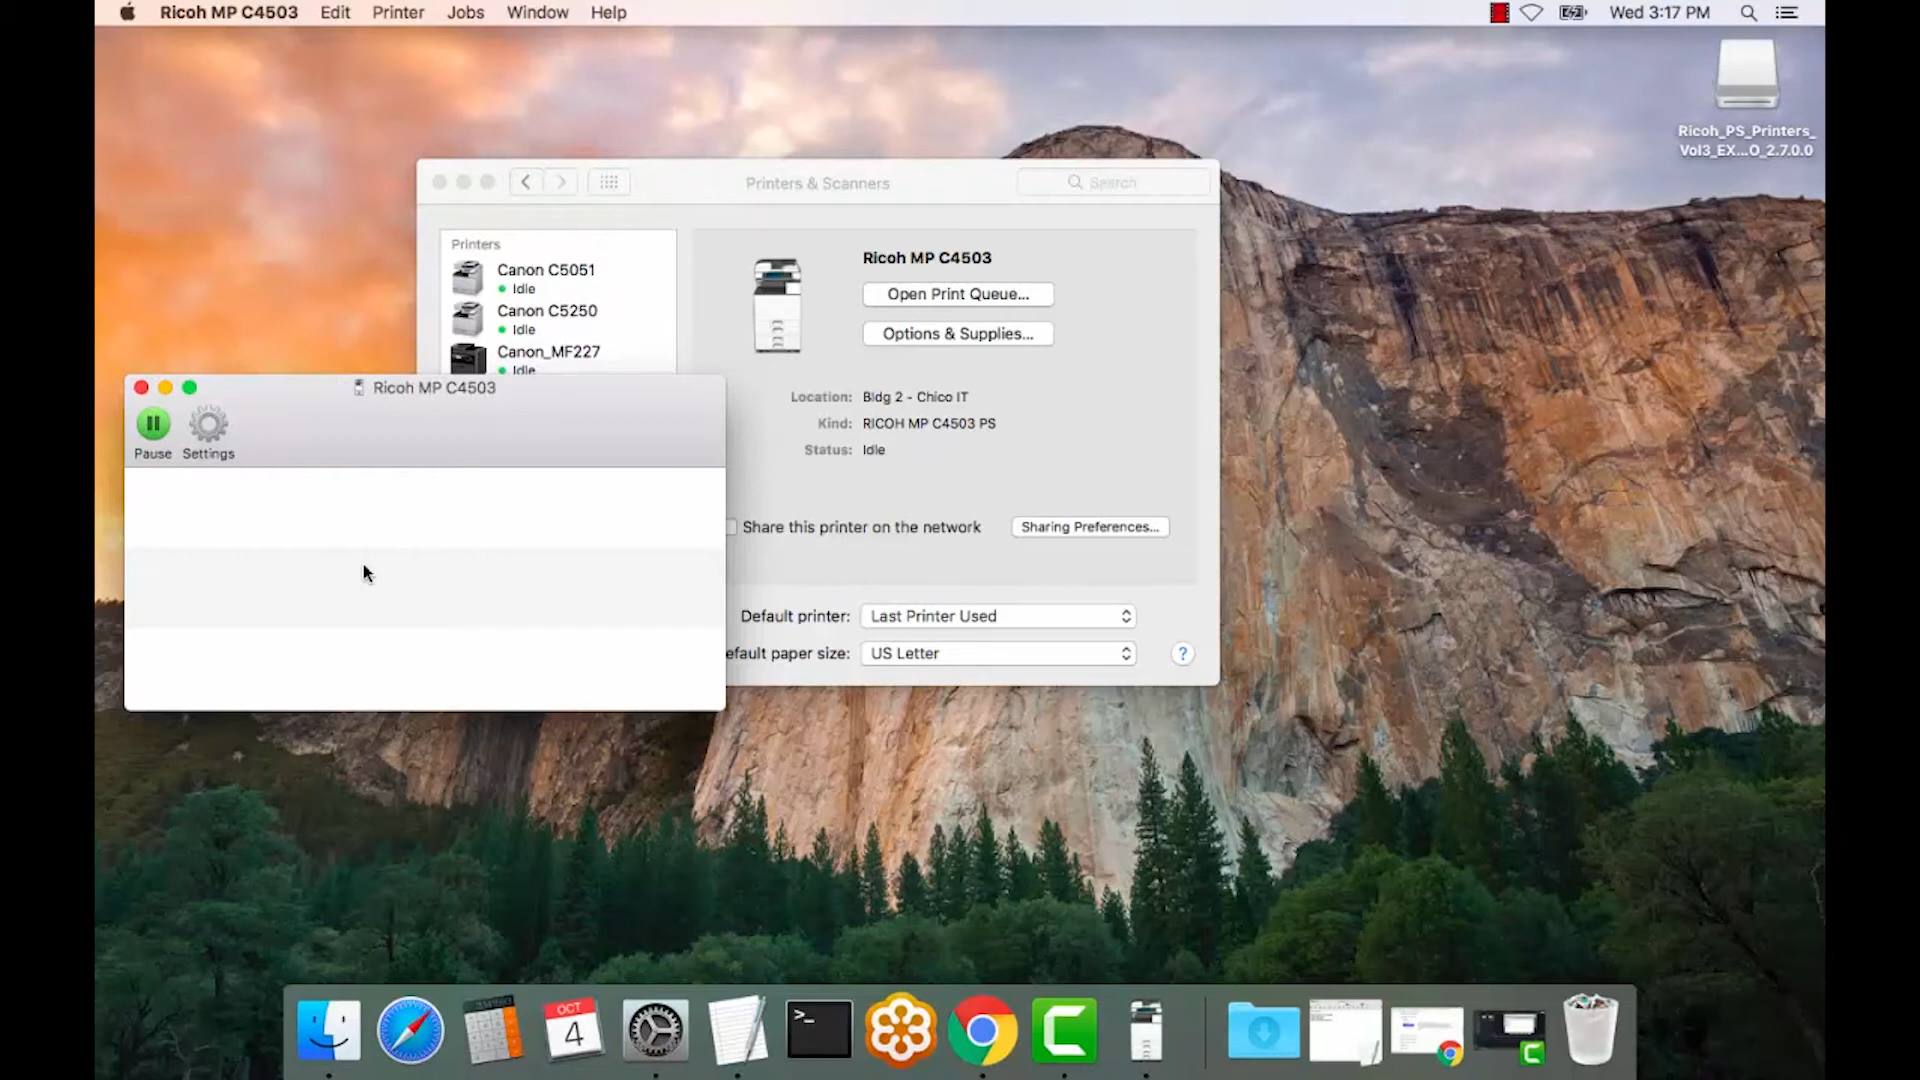 Ricoh MP C4503 Edit Printer Jobs Window Help Wed 3:17 PM
Ricoh_PS_Printers_
Vol3_EX...O_2.7.0.0
Printers & Scanners
Search
Printers
Canon C5051
Idle
Canon C5250
Idle
Canon_MF227
Idle
Ricoh MP C4503
Open Print Queue...
Options & Supplies...
Location: Bldg 2 - Chico IT
Kind: RICOH MP C4503 PS
Status: Idle
Share this printer on the network
Sharing Preferences...
Default printer: Last Printer Used
efault paper size: US Letter
?
Ricoh MP C4503
Pause Settings
OCT
4
>_